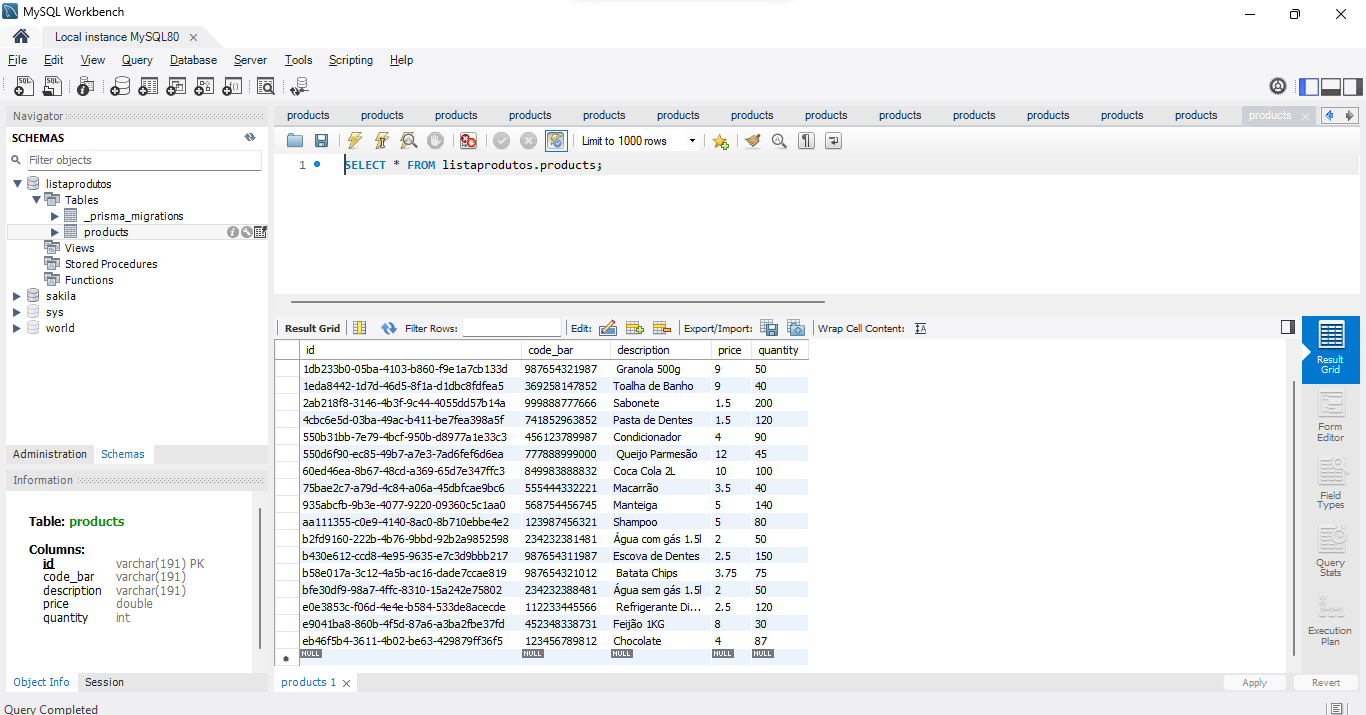 MySQL Workbench
Local instance MySQL80
File Edit View Query Database Server Tools Scripting Help
Navigator
SCHEMAS
Filter objects
listaprodutos
Tables
_prisma_migrations
products
Views
Stored Procedures
Functions
sakila
sys
world
Administration Schemas
Information
Table: products
Columns:
id varchar(191) PK
code_bar varchar(191)
description varchar(191)
price double
quantity int
Object Info Session
products products products products products products products products products products products products products products
Limit to 1000 rows
1 SELECT * FROM listaprodutos.products;
Result Grid Filter Rows: Edit: Export/Import: Wrap Cell Content:
id code_bar description price quantity
1db233b0-05ba-4103-b860-f9e1a7cb133d 987654321987 Granola 500g 9 50
1eda8442-1d7d-46d5-8f1a-d1dbc8fdfea5 369258147852 Toalha de Banho 9 40
2ab218f8-3146-4b3f-9c44-4055dd57b14a 999888777666 Sabonete 1.5 200
4cbc6e5d-03ba-49ac-b411-be7fea398a5f 741852963852 Pasta de Dentes 1.5 120
550b31bb-7e79-4bcf-950b-d8977a1e33c3 456123789987 Condicionador 4 90
550d6f90-ec85-49b7-a7e3-7ad6fef6d6ea 777888999000 Queijo Parmesão 12 45
60ed46ea-8b67-48cd-a369-65d7e347ffc3 849983888832 Coca Cola 2L 10 100
75bae2c7-a79d-4c84-a06a-45dbfcae9bc6 555444332221 Macarrão 3.5 40
935abcfb-9b3e-4077-9220-09360c5c1aa0 568754456745 Manteiga 5 140
aa111355-c0e9-4140-8ac0-8b710ebbe4e2 123987456321 Shampoo 5 80
b2fd9160-222b-4b76-9bbd-92b2a9852598 234232381481 Água com gás 1.5l 2 50
b430e612-ccd8-4e95-9635-e7c3d9bbb217 987654311987 Escova de Dentes 2.5 150
b58e017a-3c12-4a5b-ac16-dade7ccae819 987654321012 Batata Chips 3.75 75
bfe30df9-98a7-4ffc-8310-15a242e75802 234232388481 Água sem gás 1.5l 2 50
e0e3853c-f06d-4e4e-b584-533de8acecde 112233445566 Refrigerante Di... 2.5 120
e9041ba8-860b-4f5d-87a6-a3ba2fbe37fd 452348338731 Feijão 1KG 8 30
eb46f5b4-3611-4b02-be63-429879ff36f5 123456789812 Chocolate 4 87
NULL NULL NULL NULL NULL
Result Grid
Form Editor
Field Types
Query Stats
Execution Plan
products 1
Apply Revert
Query Completed